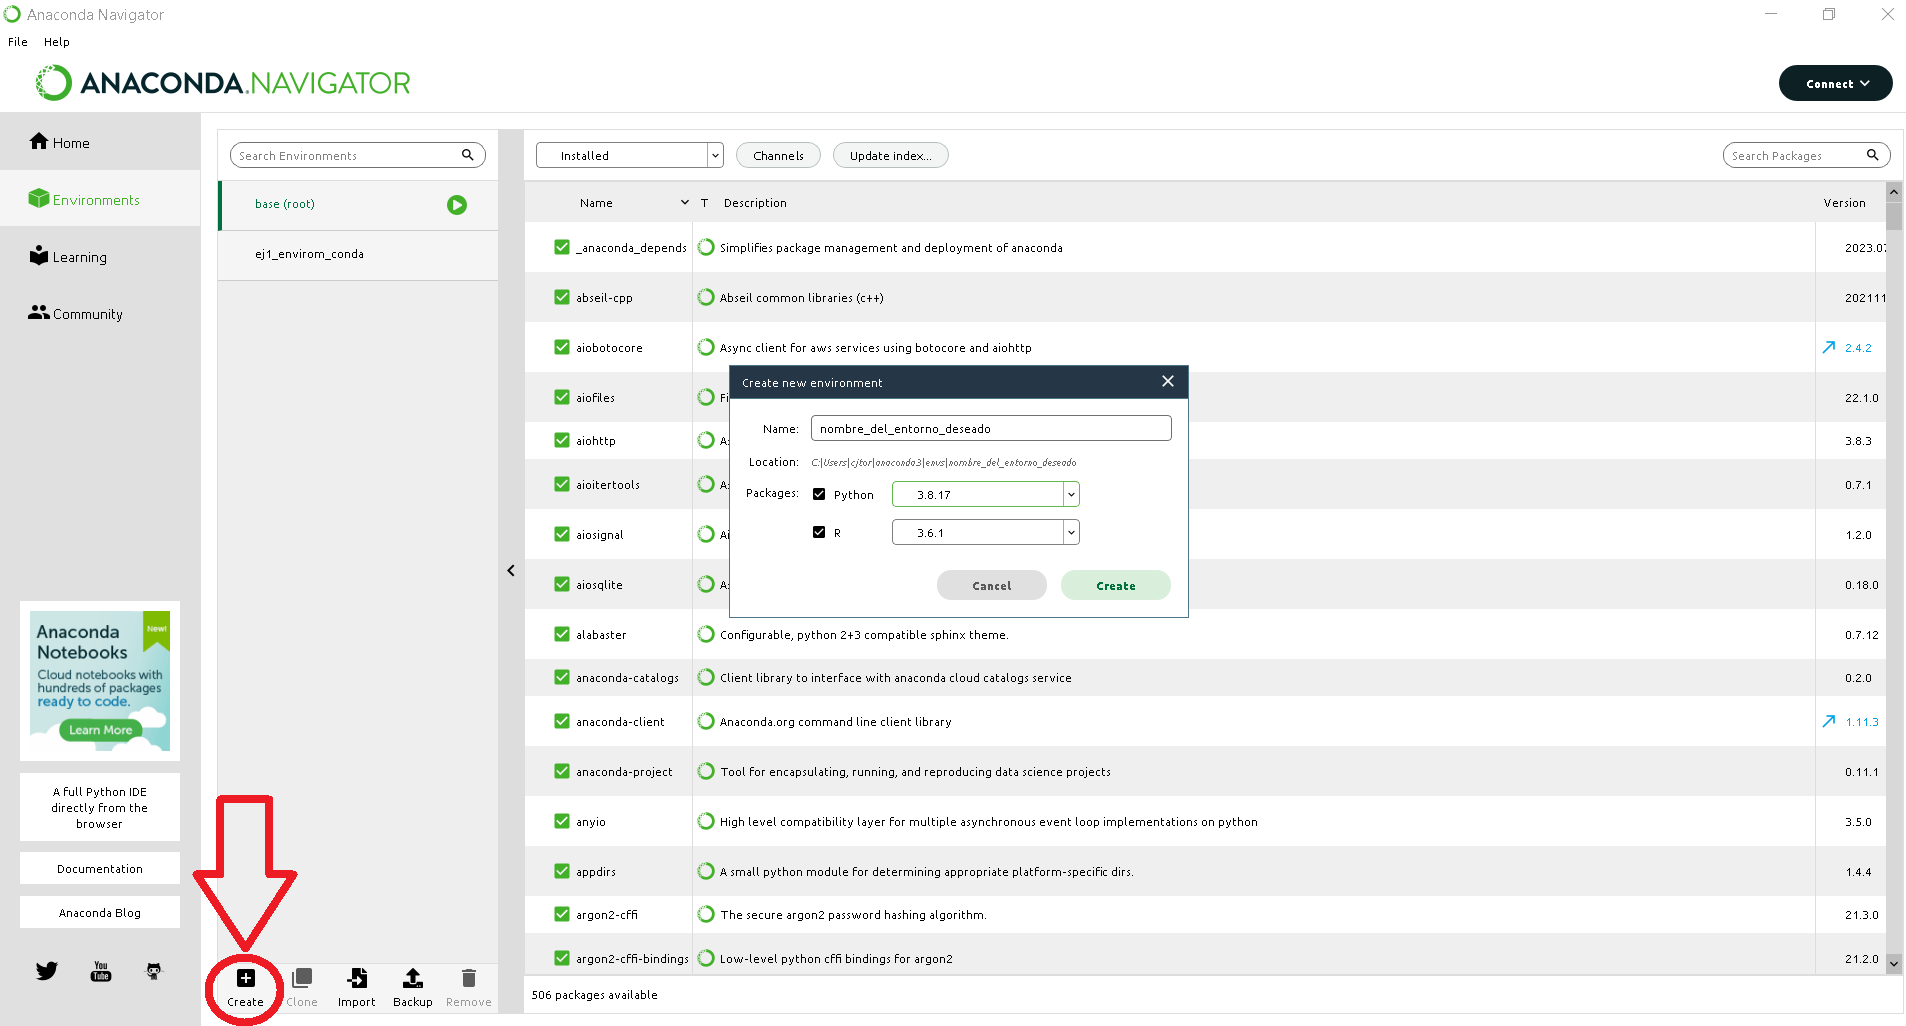 Anaconda Navigator
File Help
ANACONDA.NAVIGATOR
Connect
Home
Environments
Learning
Community
Anaconda
Notebooks
New!
Cloud notebooks with
hundreds of packages
ready to code.
Learn More
A full Python IDE
directly from the
browser
Documentation
Anaconda Blog
You
Tube
Search Environments
base (root)
ej1_envirom_conda
Create Clone Import Backup Remove
Installed Channels Update index... Search Packages
Name T Description Version
_anaconda_depends Simplifies package management and deployment of anaconda 2023.07
abseil-cpp Abseil common libraries (c++) 202111
aiobotocore Async client for aws services using botocore and aiohttp 2.4.2
aiofiles Fi 22.1.0
aiohttp A 3.8.3
aioitertools A 0.7.1
aiosignal Ai 1.2.0
aiosqlite A 0.18.0
alabaster Configurable, python 2+3 compatible sphinx theme. 0.7.12
anaconda-catalogs Client library to interface with anaconda cloud catalogs service 0.2.0
anaconda-client Anaconda.org command line client library 1.11.3
anaconda-project Tool for encapsulating, running, and reproducing data science projects 0.11.1
anyio High level compatibility layer for multiple asynchronous event loop implementations on python 3.5.0
appdirs A small python module for determining appropriate platform-specific dirs. 1.4.4
argon2-cffi The secure argon2 password hashing algorithm. 21.3.0
argon2-cffi-bindings Low-level python cffi bindings for argon2 21.2.0
506 packages available
Create new environment
Name: nombre_del_entorno_deseado
Location: C:\Users\cjtor\anaconda3\envs\nombre_del_entorno_deseado
Packages: Python 3.8.17
R 3.6.1
Cancel Create